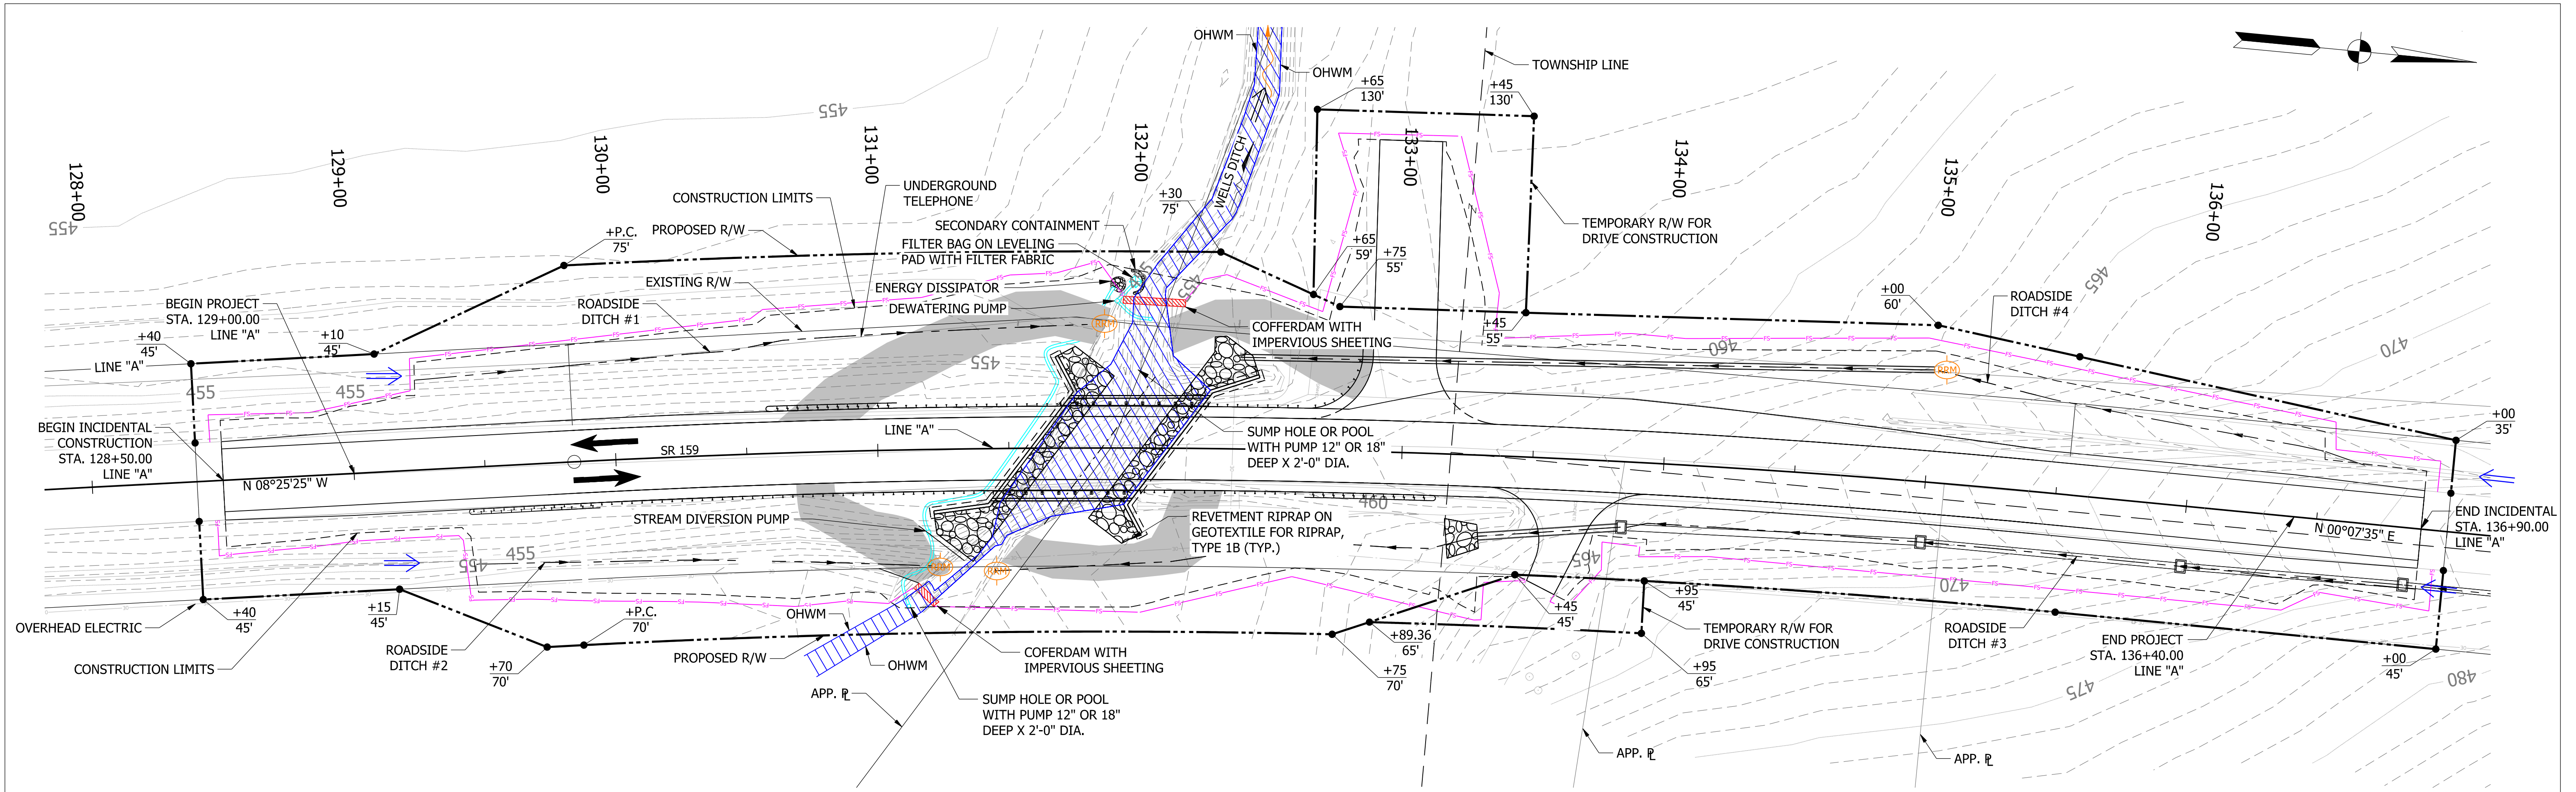 OHWM
OHWM
TOWNSHIP LINE
+65
130'
+45
130'
WELLS DITCH
128+00
129+00
130+00
131+00
132+00
133+00
134+00
135+00
136+00
455
455
UNDERGROUND
TELEPHONE
CONSTRUCTION LIMITS
+30
75'
SECONDARY CONTAINMENT
FILTER BAG ON LEVELING
PAD WITH FILTER FABRIC
TEMPORARY R/W FOR
DRIVE CONSTRUCTION
+P.C.
75'
PROPOSED R/W
+65
59'
+75
55'
EXISTING R/W
ENERGY DISSIPATOR
DEWATERING PUMP
455
465
BEGIN PROJECT
STA. 129+00.00
LINE "A"
ROADSIDE
DITCH #1
RRM
COFFERDAM WITH
IMPERVIOUS SHEETING
+45
55'
+00
60'
ROADSIDE
DITCH #4
+40
45'
+10
45'
LINE "A"
455
455
455
460
RRM
470
BEGIN INCIDENTAL
CONSTRUCTION
STA. 128+50.00
LINE "A"
LINE "A"
SR 159
N 08°25'25" W
SUMP HOLE OR POOL
WITH PUMP 12" OR 18"
DEEP X 2'-0" DIA.
+00
35'
STREAM DIVERSION PUMP
460
REVETMENT RIPRAP ON
GEOTEXTILE FOR RIPRAP,
TYPE 1B (TYP.)
N 00°07'35" E
END INCIDENTAL
STA. 136+90.00
LINE "A"
455
455
RRM
RRM
465
470
OVERHEAD ELECTRIC
+40
45'
+15
45'
CONSTRUCTION LIMITS
ROADSIDE
DITCH #2
+70
70'
+P.C.
70'
PROPOSED R/W
OHWM
OHWM
COFERDAM WITH
IMPERVIOUS SHEETING
+89.36
65'
+75
70'
+45
45'
+95
45'
TEMPORARY R/W FOR
DRIVE CONSTRUCTION
+95
65'
ROADSIDE
DITCH #3
END PROJECT
STA. 136+40.00
LINE "A"
+00
45'
475
480
APP. PL
SUMP HOLE OR POOL
WITH PUMP 12" OR 18"
DEEP X 2'-0" DIA.
APP. PL
APP. PL